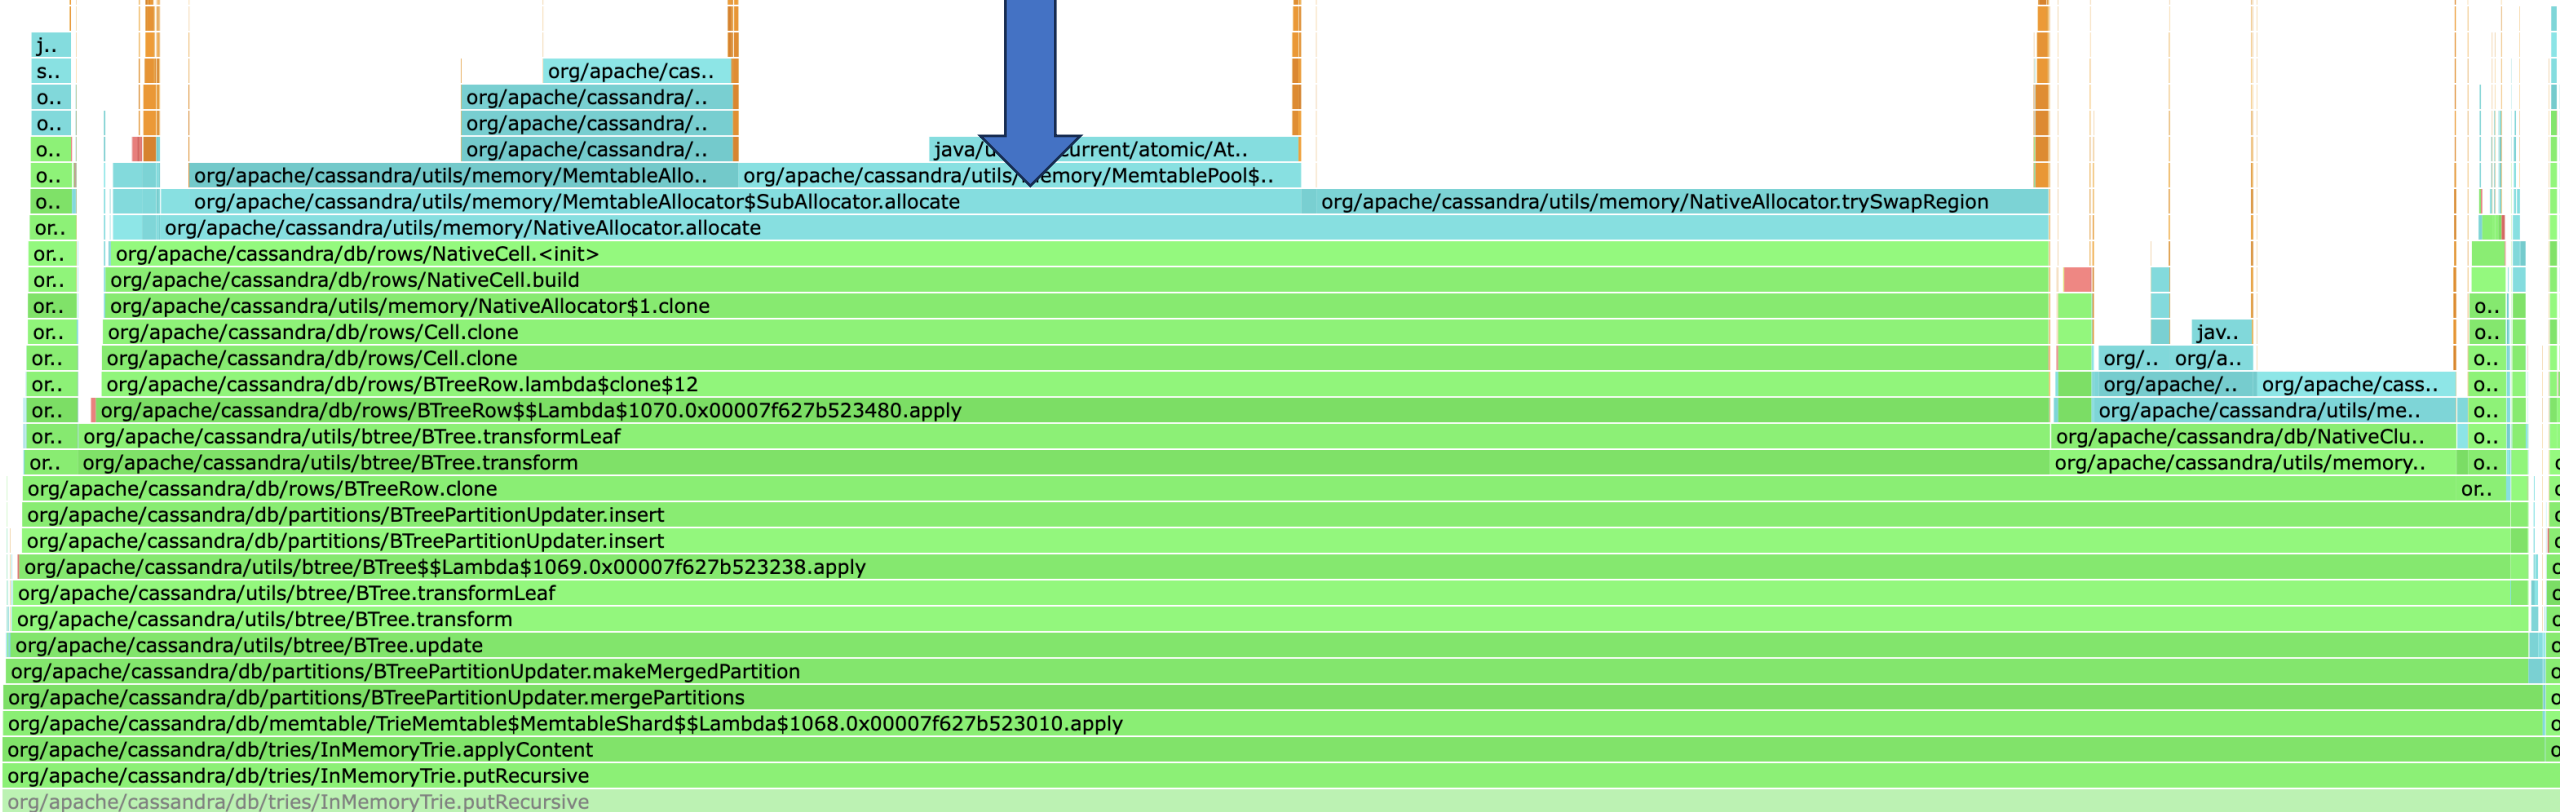 j..
s.. org/apache/cas..
o.. org/apache/cassandra/..
o.. org/apache/cassandra/..
o.. org/apache/cassandra/.. java/u current/atomic/At..
o.. org/apache/cassandra/utils/memory/MemtableAllo.. org/apache/cassandra/utils/memory/MemtablePool$..
o.. org/apache/cassandra/utils/memory/MemtableAllocator$SubAllocator.allocate org/apache/cassandra/utils/memory/NativeAllocator.trySwapRegion
or.. org/apache/cassandra/utils/memory/NativeAllocator.allocate
or.. org/apache/cassandra/db/rows/NativeCell.<init>
or.. org/apache/cassandra/db/rows/NativeCell.build
or.. org/apache/cassandra/utils/memory/NativeAllocator$1.clone o..
or.. org/apache/cassandra/db/rows/Cell.clone jav.. o..
or.. org/apache/cassandra/db/rows/Cell.clone org/.. org/a.. o..
or.. org/apache/cassandra/db/rows/BTreeRow.lambda$clone$12 org/apache/.. org/apache/cass.. o..
or.. org/apache/cassandra/db/rows/BTreeRow$$Lambda$1070.0x00007f627b523480.apply org/apache/cassandra/utils/me.. o..
or.. org/apache/cassandra/utils/btree/BTree.transformLeaf org/apache/cassandra/db/NativeClu.. o..
or.. org/apache/cassandra/utils/btree/BTree.transform org/apache/cassandra/utils/memory.. o..
org/apache/cassandra/db/rows/BTreeRow.clone or..
org/apache/cassandra/db/partitions/BTreePartitionUpdater.insert
org/apache/cassandra/db/partitions/BTreePartitionUpdater.insert
org/apache/cassandra/utils/btree/BTree$$Lambda$1069.0x00007f627b523238.apply
org/apache/cassandra/utils/btree/BTree.transformLeaf
org/apache/cassandra/utils/btree/BTree.transform
org/apache/cassandra/utils/btree/BTree.update
org/apache/cassandra/db/partitions/BTreePartitionUpdater.makeMergedPartition
org/apache/cassandra/db/partitions/BTreePartitionUpdater.mergePartitions
org/apache/cassandra/db/memtable/TrieMemtable$MemtableShard$$Lambda$1068.0x00007f627b523010.apply
org/apache/cassandra/db/tries/InMemoryTrie.applyContent
org/apache/cassandra/db/tries/InMemoryTrie.putRecursive
org/apache/cassandra/db/tries/InMemoryTrie.putRecursive